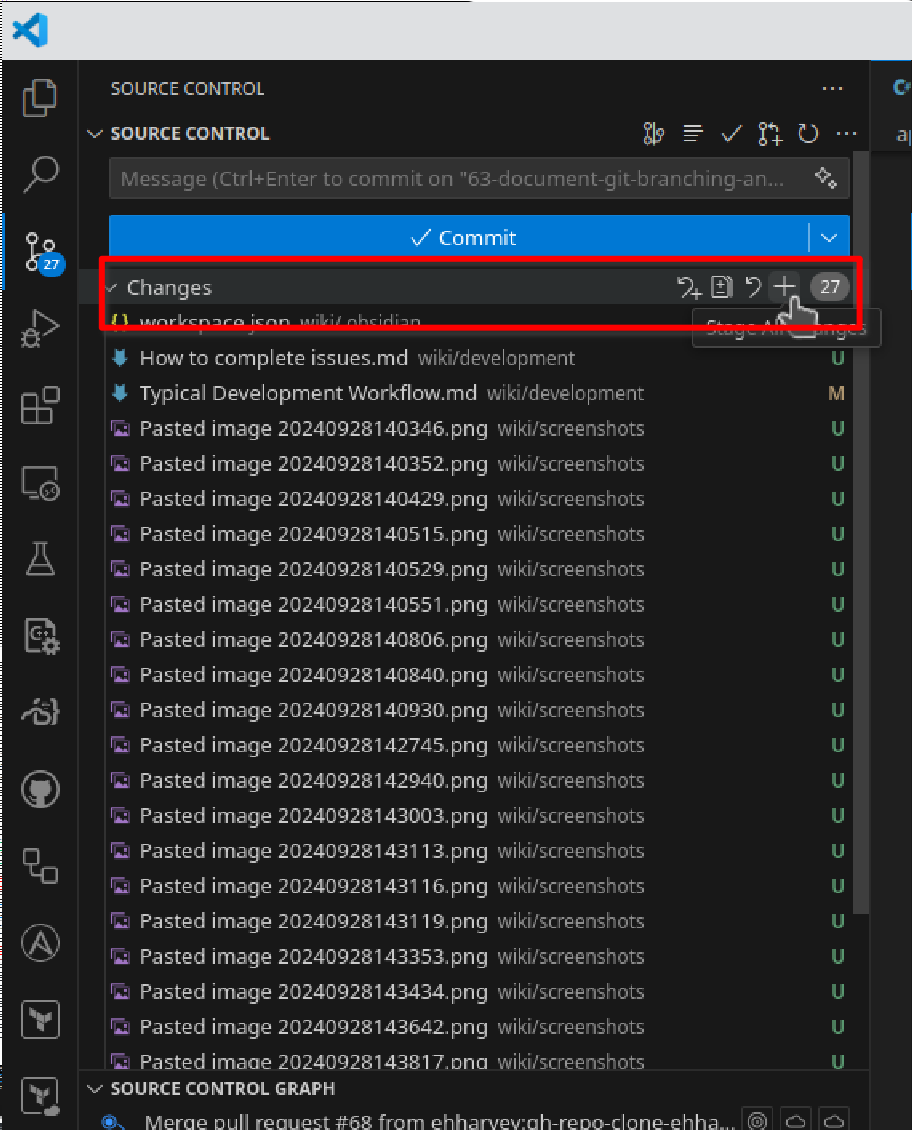 SOURCE CONTROL
SOURCE CONTROL
Message (Ctrl+Enter to commit on "63-document-git-branching-an...
Commit
27
Changes 27
workspace.json wiki/.obsidian
Stage All Changes
How to complete issues.md wiki/development U
Typical Development Workflow.md wiki/development M
Pasted image 20240928140346.png wiki/screenshots U
Pasted image 20240928140352.png wiki/screenshots U
Pasted image 20240928140429.png wiki/screenshots U
Pasted image 20240928140515.png wiki/screenshots U
Pasted image 20240928140529.png wiki/screenshots U
Pasted image 20240928140551.png wiki/screenshots U
Pasted image 20240928140806.png wiki/screenshots U
Pasted image 20240928140840.png wiki/screenshots U
Pasted image 20240928140930.png wiki/screenshots U
Pasted image 20240928142745.png wiki/screenshots U
Pasted image 20240928142940.png wiki/screenshots U
Pasted image 20240928143003.png wiki/screenshots U
Pasted image 20240928143113.png wiki/screenshots U
Pasted image 20240928143116.png wiki/screenshots U
Pasted image 20240928143119.png wiki/screenshots U
Pasted image 20240928143353.png wiki/screenshots U
Pasted image 20240928143434.png wiki/screenshots U
Pasted image 20240928143642.png wiki/screenshots U
Pasted image 20240928143817.png wiki/screenshots U
SOURCE CONTROL GRAPH
Merge pull request #68 from ehharvey:gh-repo-clone-ehha...